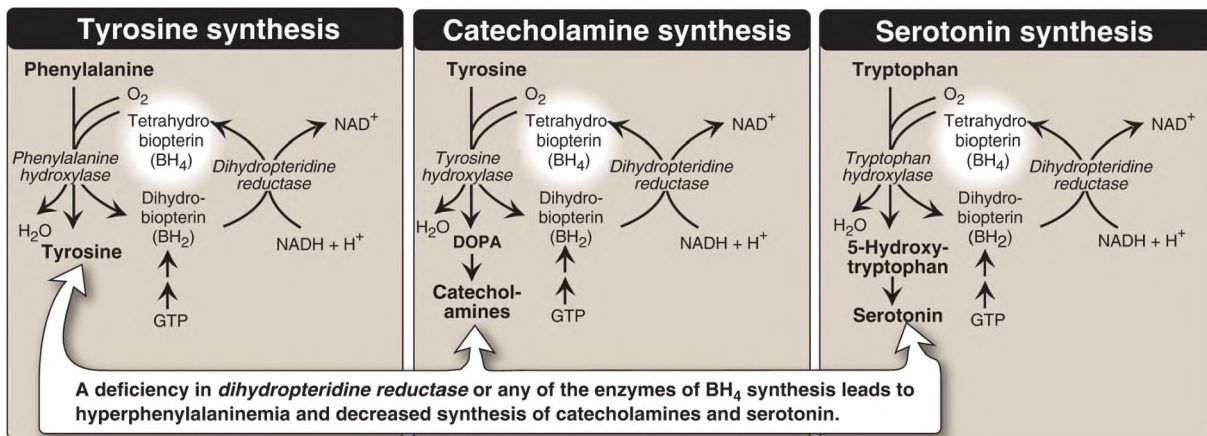 Tyrosine synthesis
Phenylalanine
O₂
Tetrahydro
biopterin
(BH₄)
NAD⁺
Phenylalanine
hydroxylase
Dihydropteridine
reductase
Dihydro-
biopterin
(BH₂)
H₂O
NADH + H⁺
Tyrosine
GTP
Catecholamine synthesis
Tyrosine
O₂
Tetrahydro
biopterin
(BH₄)
NAD⁺
Tyrosine
hydroxylase
Dihydropteridine
reductase
Dihydro-
biopterin
(BH₂)
H₂O
DOPA
NADH + H⁺
Catechol-
amines
GTP
Serotonin synthesis
Tryptophan
O₂
Tetrahydro
biopterin
(BH₄)
NAD⁺
Tryptophan
hydroxylase
Dihydropteridine
reductase
Dihydro-
biopterin
(BH₂)
H₂O
5-Hydroxy-
tryptophan
NADH + H⁺
Serotonin
GTP
A deficiency in dihydropteridine reductase or any of the enzymes of BH₄ synthesis leads to
hyperphenylalaninemia and decreased synthesis of catecholamines and serotonin.